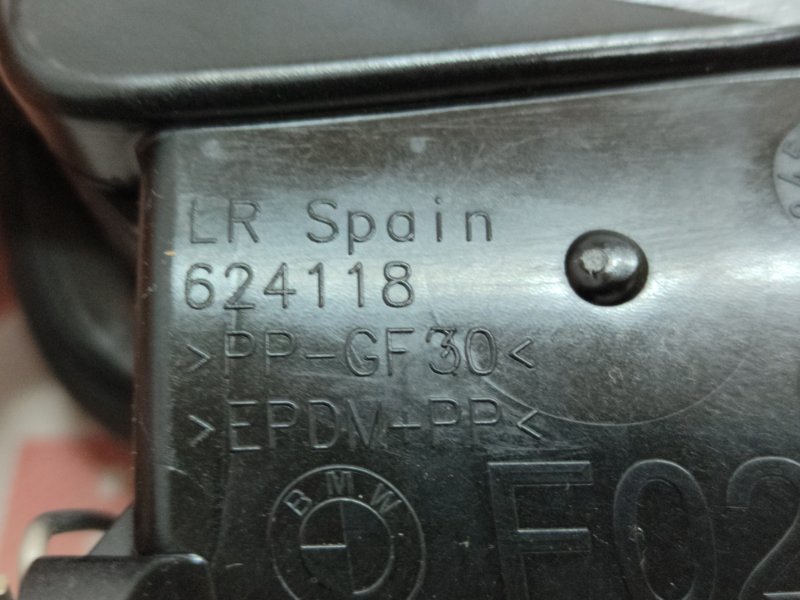 LR Spain
624118
>PP-GF30<
>EPDM+PP<
BMW
F02